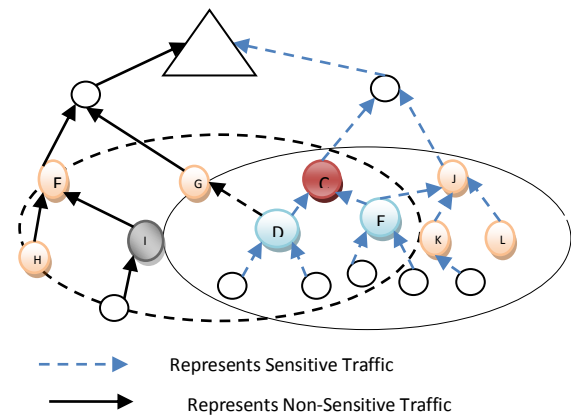 F
G
C
J
D
F
I
K
L
H
Represents Sensitive Traffic
Represents Non-Sensitive Traffic